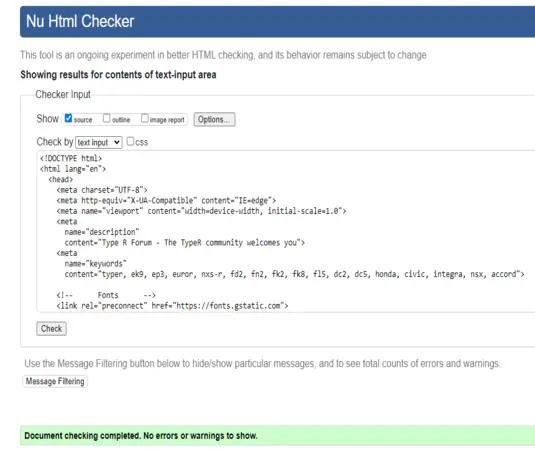 Nu Html Checker
This tool is an ongoing experiment in better HTML checking, and its behavior remains subject to change
Showing results for contents of text-input area
Checker Input
Show source outline image report Options...
Check by text input css
<!DOCTYPE html>
<html lang="en">
<head>
<meta charset="UTF-8">
<meta http-equiv="X-UA-Compatible" content="IE=edge">
<meta name="viewport" content="width=device-width, initial-scale=1.0">
<meta
name="description"
content="Type R Forum - The TypeR community welcomes you">
<meta
name="keywords"
content="typer, ek9, ep3, euror, nxs-r, fd2, fn2, fk2, fk8, fl5, dc2, dc5, honda, civic, integra, nsx, accord">
<!-- Fonts -->
<link rel="preconnect" href="https://fonts.gstatic.com">
Check
Use the Message Filtering button below to hide/show particular messages, and to see total counts of errors and warnings.
Message Filtering
Document checking completed. No errors or warnings to show.